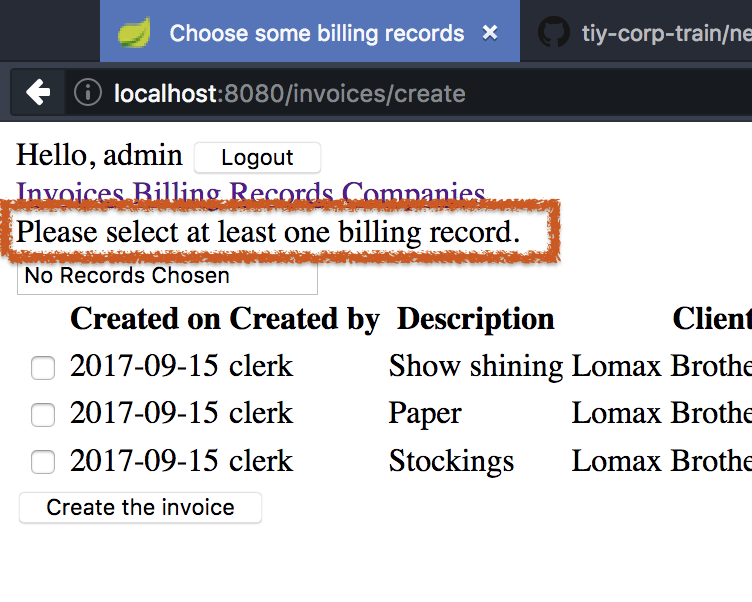 Choose some billing records × tiy-corp-train/ne
localhost:8080/invoices/create
Hello, admin Logout
Invoices Billing Records Companies
Please select at least one billing record.
No Records Chosen
Created on Created by Description Client
2017-09-15 clerk Show shining Lomax Brothe
2017-09-15 clerk Paper Lomax Brothe
2017-09-15 clerk Stockings Lomax Brothe
Create the invoice